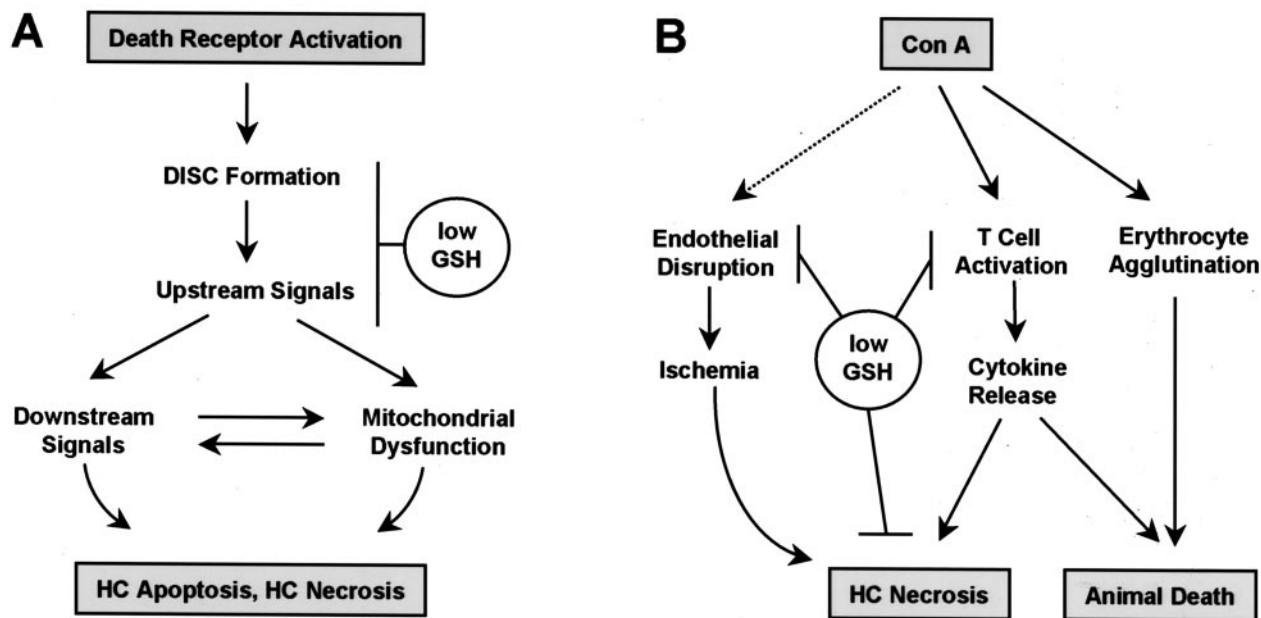 A
Death Receptor Activation
DISC Formation
low
GSH
Upstream Signals
Downstream
Signals
Mitochondrial
Dysfunction
HC Apoptosis, HC Necrosis
B
Con A
Endothelial
Disruption
T Cell
Activation
Erythrocyte
Agglutination
low
GSH
Ischemia
Cytokine
Release
HC Necrosis
Animal Death